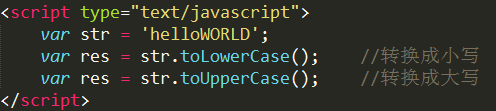 <script type="text/javascript">
    var str = 'helloWORLD';
    var res = str.toLowerCase();    //转换成小写
    var res = str.toUpperCase();    //转换成大写
</script>